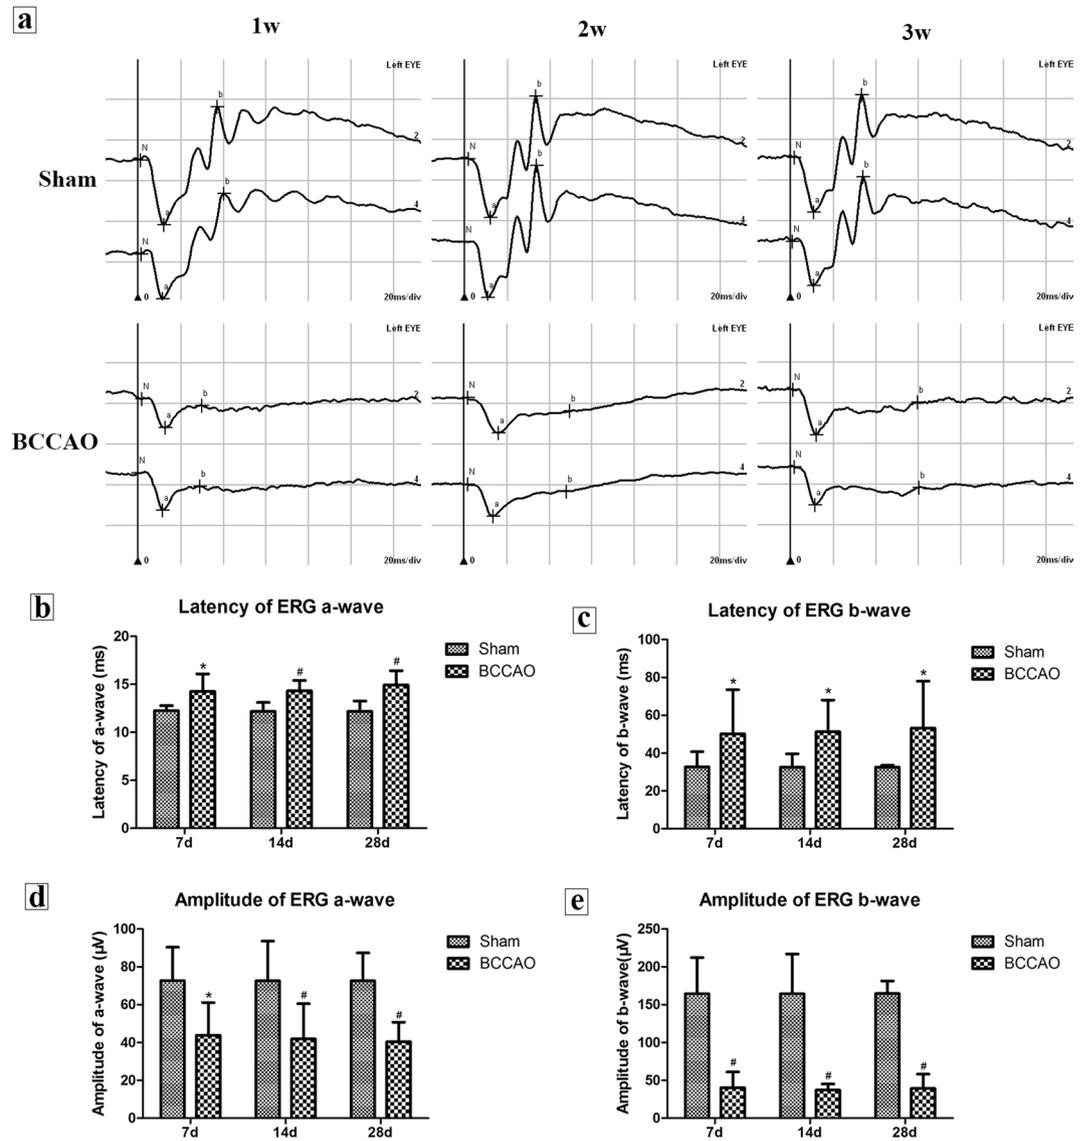 a
1w 2w 3w
Sham
Left EYE Left EYE Left EYE
N a b 2 N a b 2 N a b 2
N a b 4 N a b 4 N a b 4
0 20ms/div 0 20ms/div 0 20ms/div
BCCAO
Left EYE Left EYE Left EYE
N a b 2 N a b 2 N a b 2
N a b 4 N a b 4 N a b 4
0 20ms/div 0 20ms/div 0 20ms/div
b
Latency of ERG a-wave
Latency of a-wave (ms)
20
15
10
5
0
* # #
7d 14d 28d
Sham
BCCAO
c
Latency of ERG b-wave
Latency of b-wave (ms)
100
80
60
40
20
0
* * *
7d 14d 28d
Sham
BCCAO
d
Amplitude of ERG a-wave
Amplitude of a-wave (µV)
100
80
60
40
20
0
* # #
7d 14d 28d
Sham
BCCAO
e
Amplitude of ERG b-wave
Amplitude of b-wave(µV)
250
200
150
100
50
0
# # #
7d 14d 28d
Sham
BCCAO